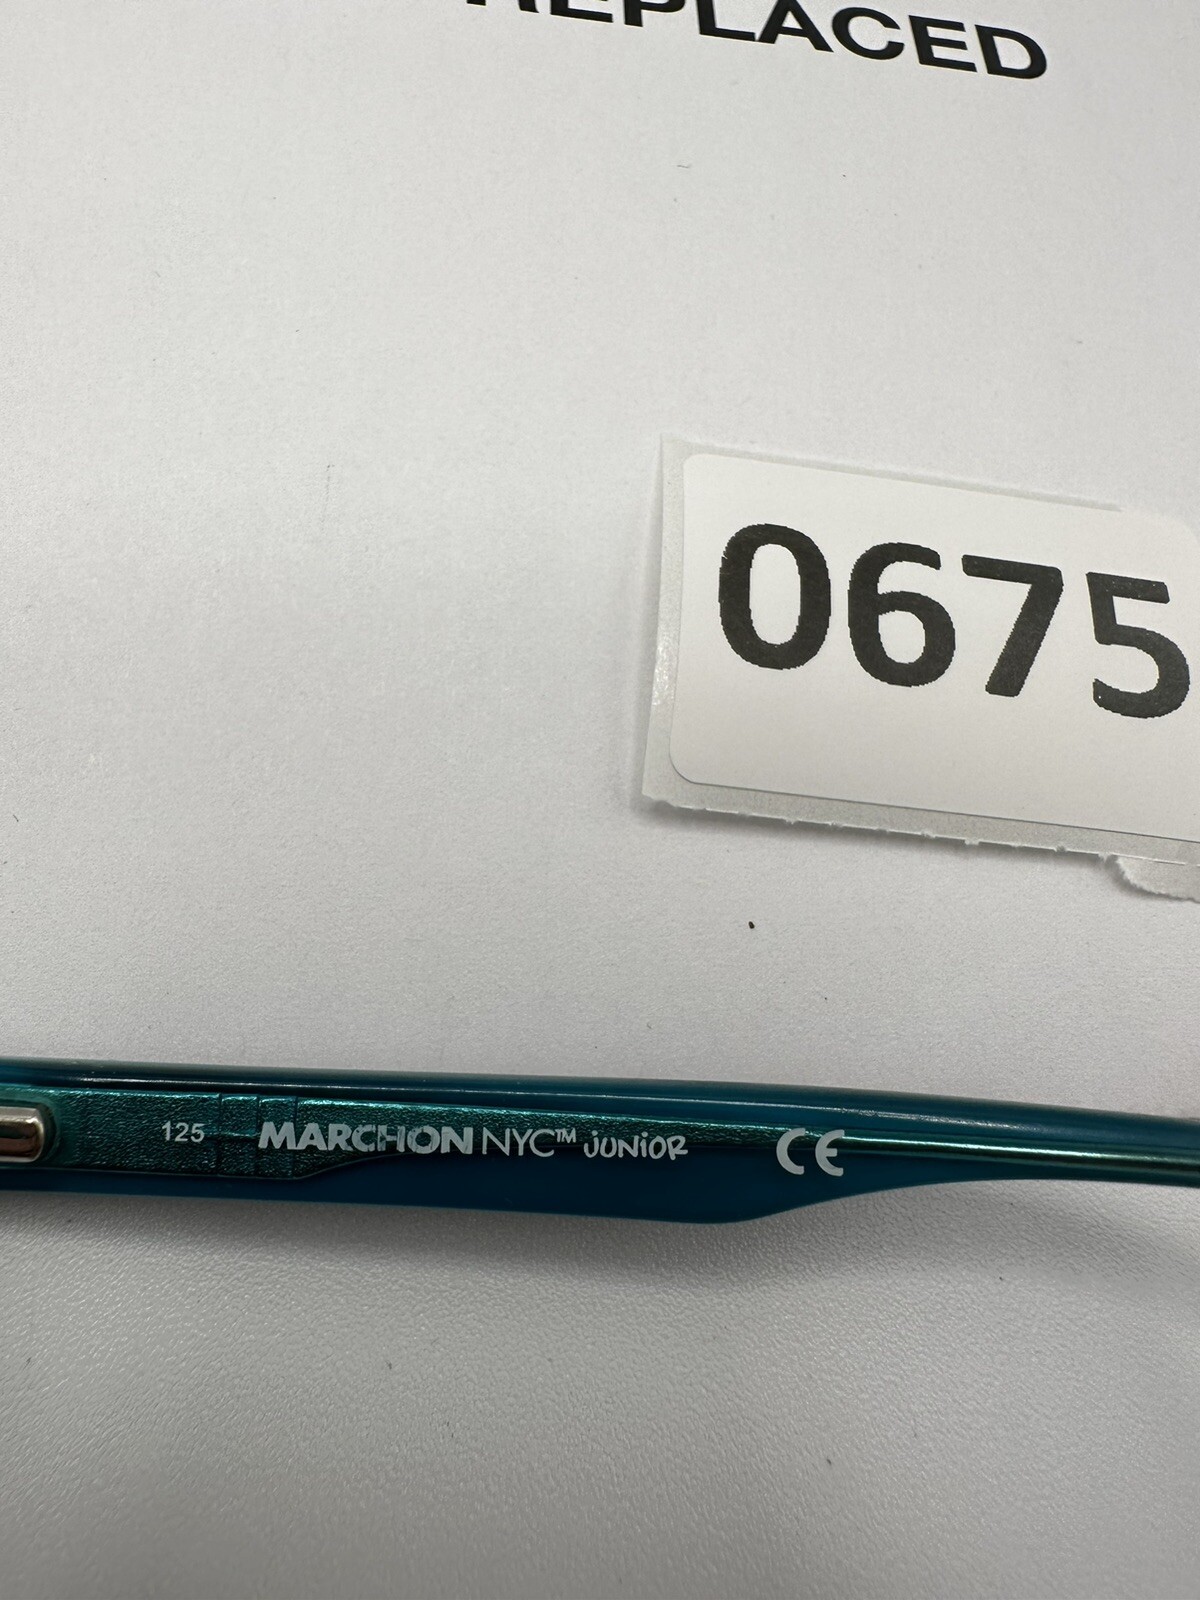 REPLACED
0675
125 MARCHON NYC™ JUNIOR CE